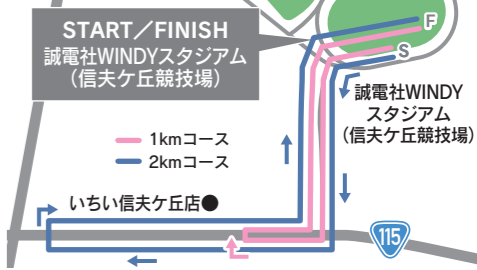 START／FINISH
誠電社WINDYスタジアム
（信夫ケ丘競技場）
F
S
誠電社WINDY
スタジアム
（信夫ケ丘競技場）
1kmコース
2kmコース
いちい信夫ケ丘店●
115